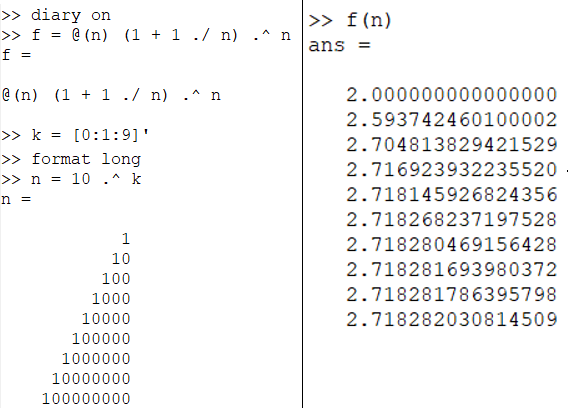 >> diary on
>> f = @(n) (1 + 1 ./ n) .^ n
f =
@(n) (1 + 1 ./ n) .^ n
>> k = [0:1:9]'
>> format long
>> n = 10 .^ k
n =
1
10
100
1000
10000
100000
1000000
10000000
100000000
>> f(n)
ans =
2.000000000000000
2.593742460100002
2.704813829421529
2.716923932235520
2.718145926824356
2.718268237197528
2.718280469156428
2.718281693980372
2.718281786395798
2.718282030814509